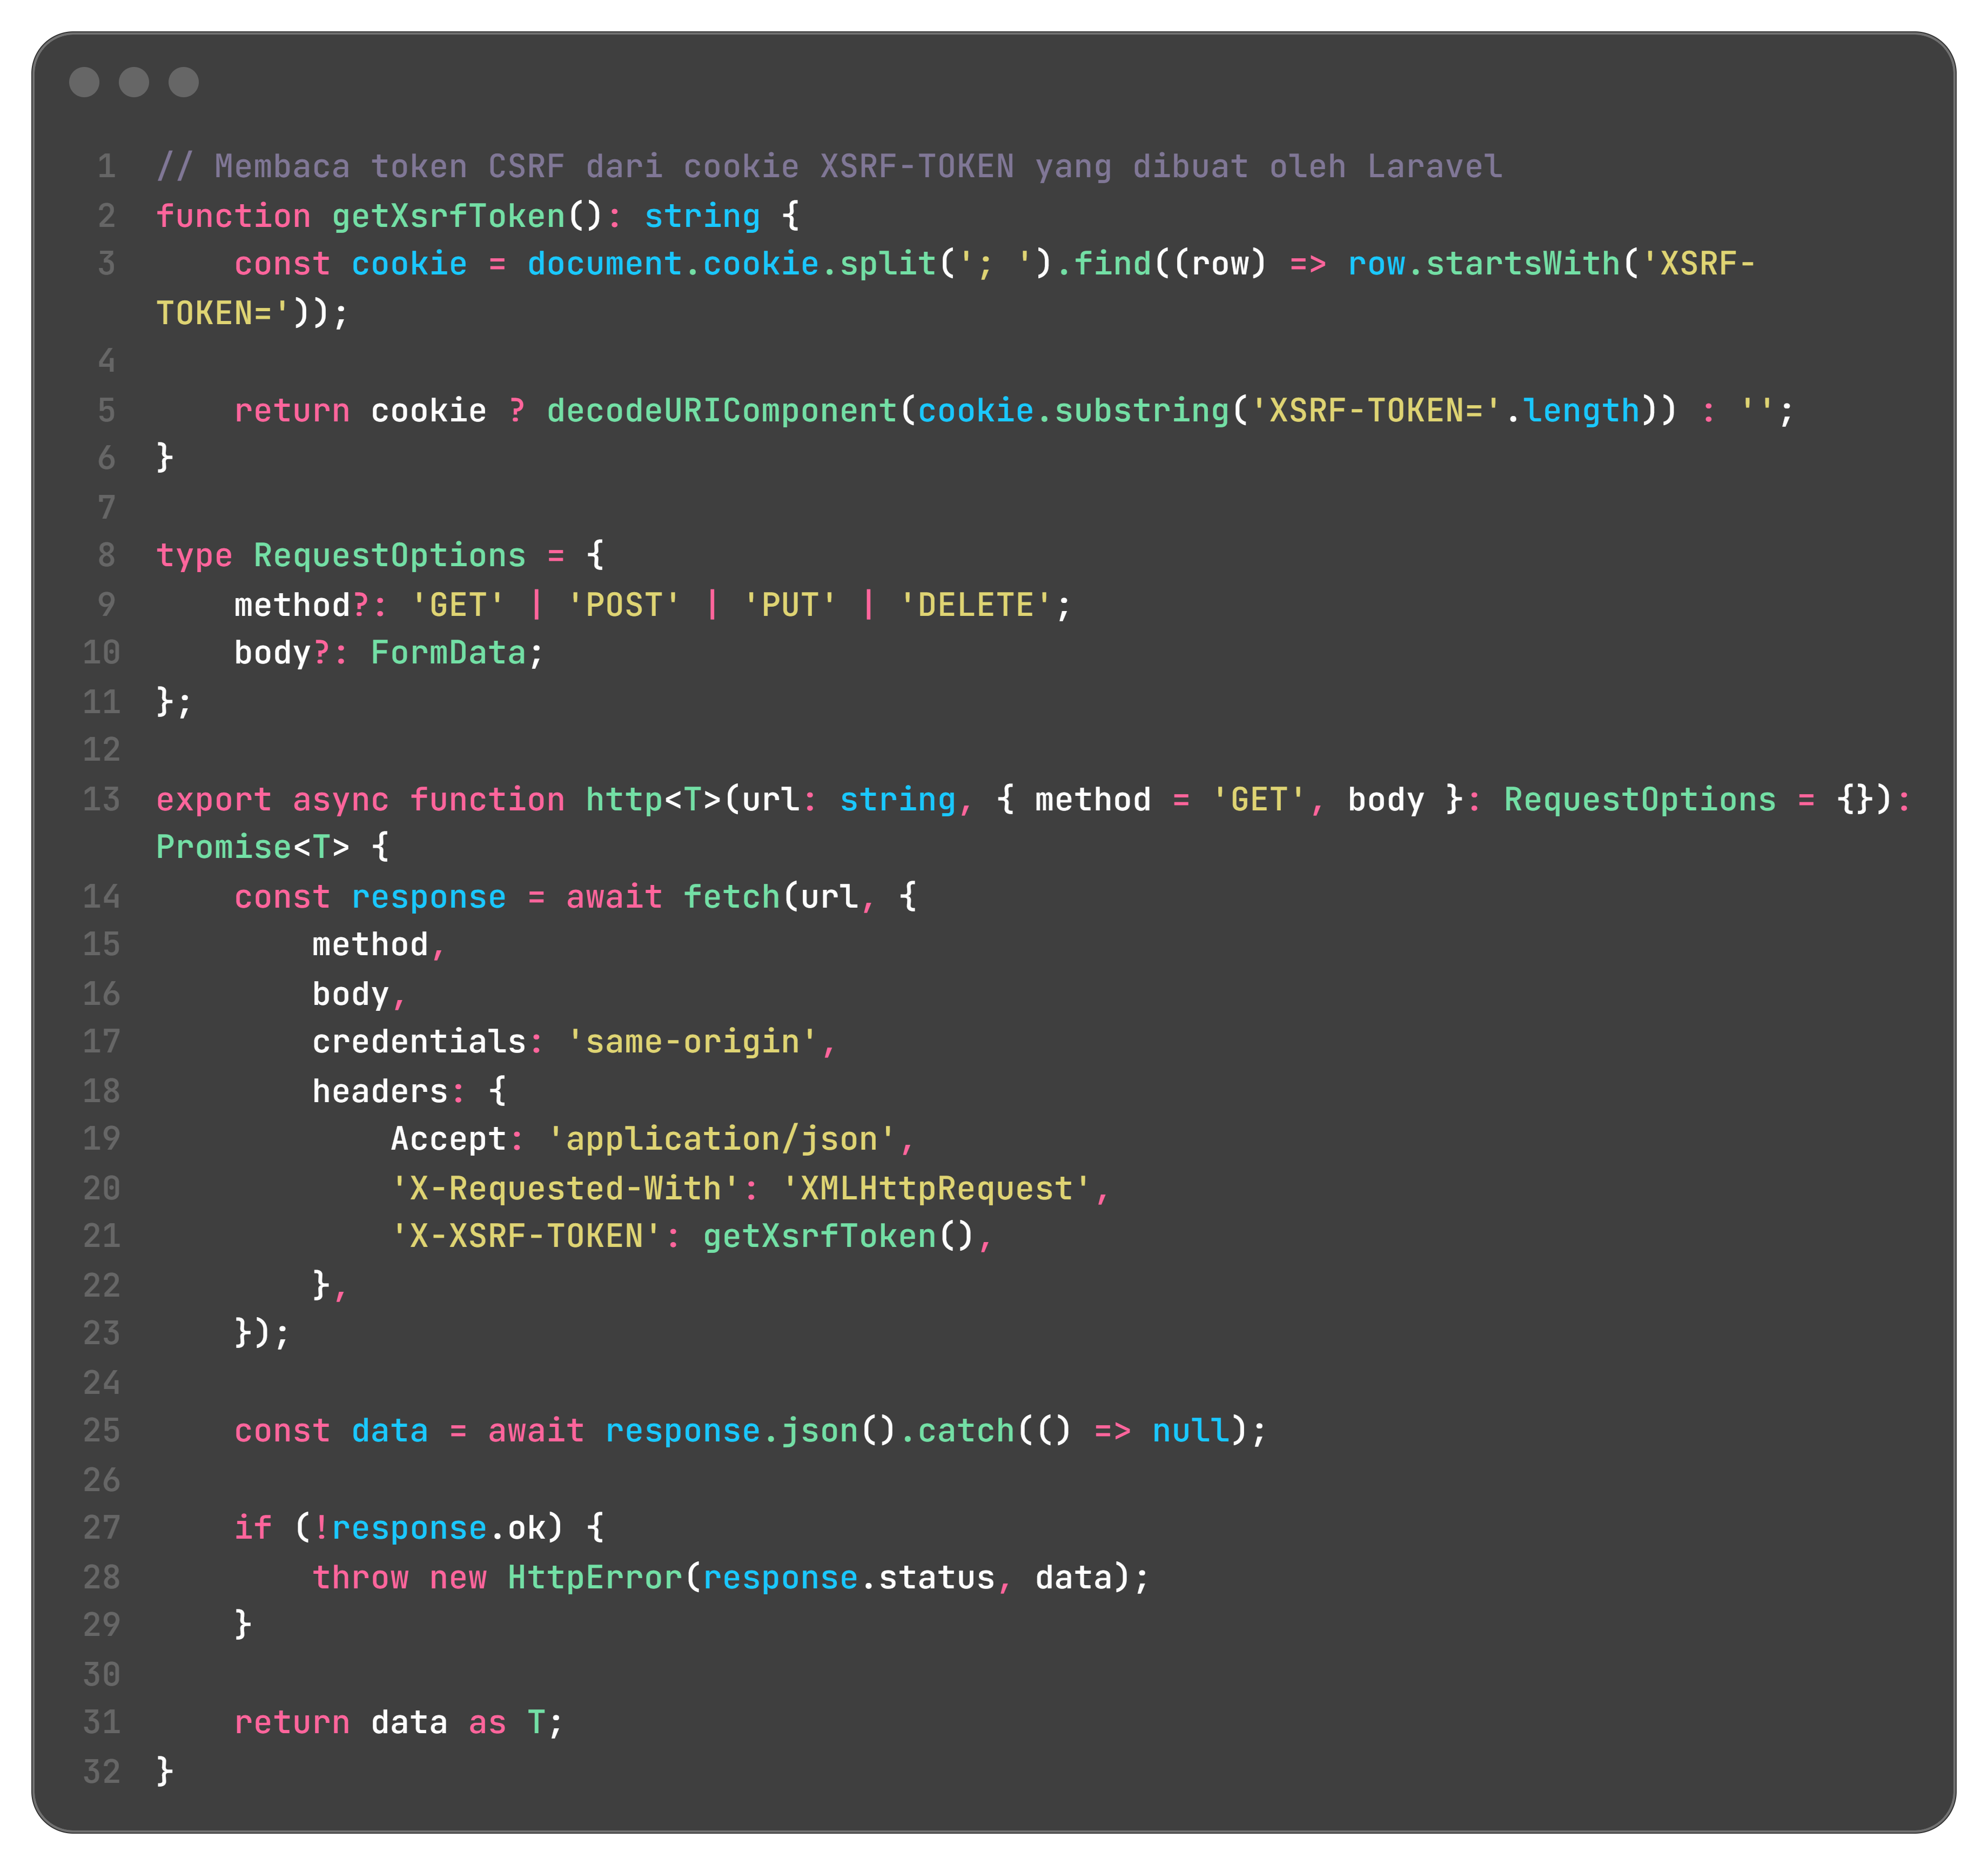 1 // Membaca token CSRF dari cookie XSRF-TOKEN yang dibuat oleh Laravel
2 function getXsrfToken(): string {
3     const cookie = document.cookie.split('; ').find((row) => row.startsWith('XSRF-
TOKEN='));
4
5     return cookie ? decodeURIComponent(cookie.substring('XSRF-TOKEN='.length)) : '';
6 }
7
8 type RequestOptions = {
9     method?: 'GET' | 'POST' | 'PUT' | 'DELETE';
10     body?: FormData;
11 };
12
13 export async function http<T>(url: string, { method = 'GET', body }: RequestOptions = {}):
Promise<T> {
14     const response = await fetch(url, {
15         method,
16         body,
17         credentials: 'same-origin',
18         headers: {
19             Accept: 'application/json',
20             'X-Requested-With': 'XMLHttpRequest',
21             'X-XSRF-TOKEN': getXsrfToken(),
22         },
23     });
24
25     const data = await response.json().catch(() => null);
26
27     if (!response.ok) {
28         throw new HttpError(response.status, data);
29     }
30
31     return data as T;
32 }